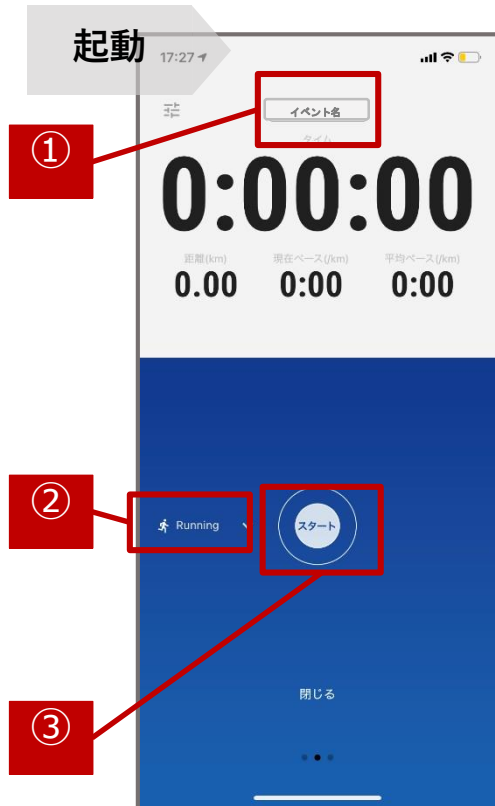 起動
17:27
①
イベント名
タイム
0:00:00
距離(km) 現在ペース(/km) 平均ペース(/km)
0.00 0:00 0:00
②
Running
スタート
閉じる
③